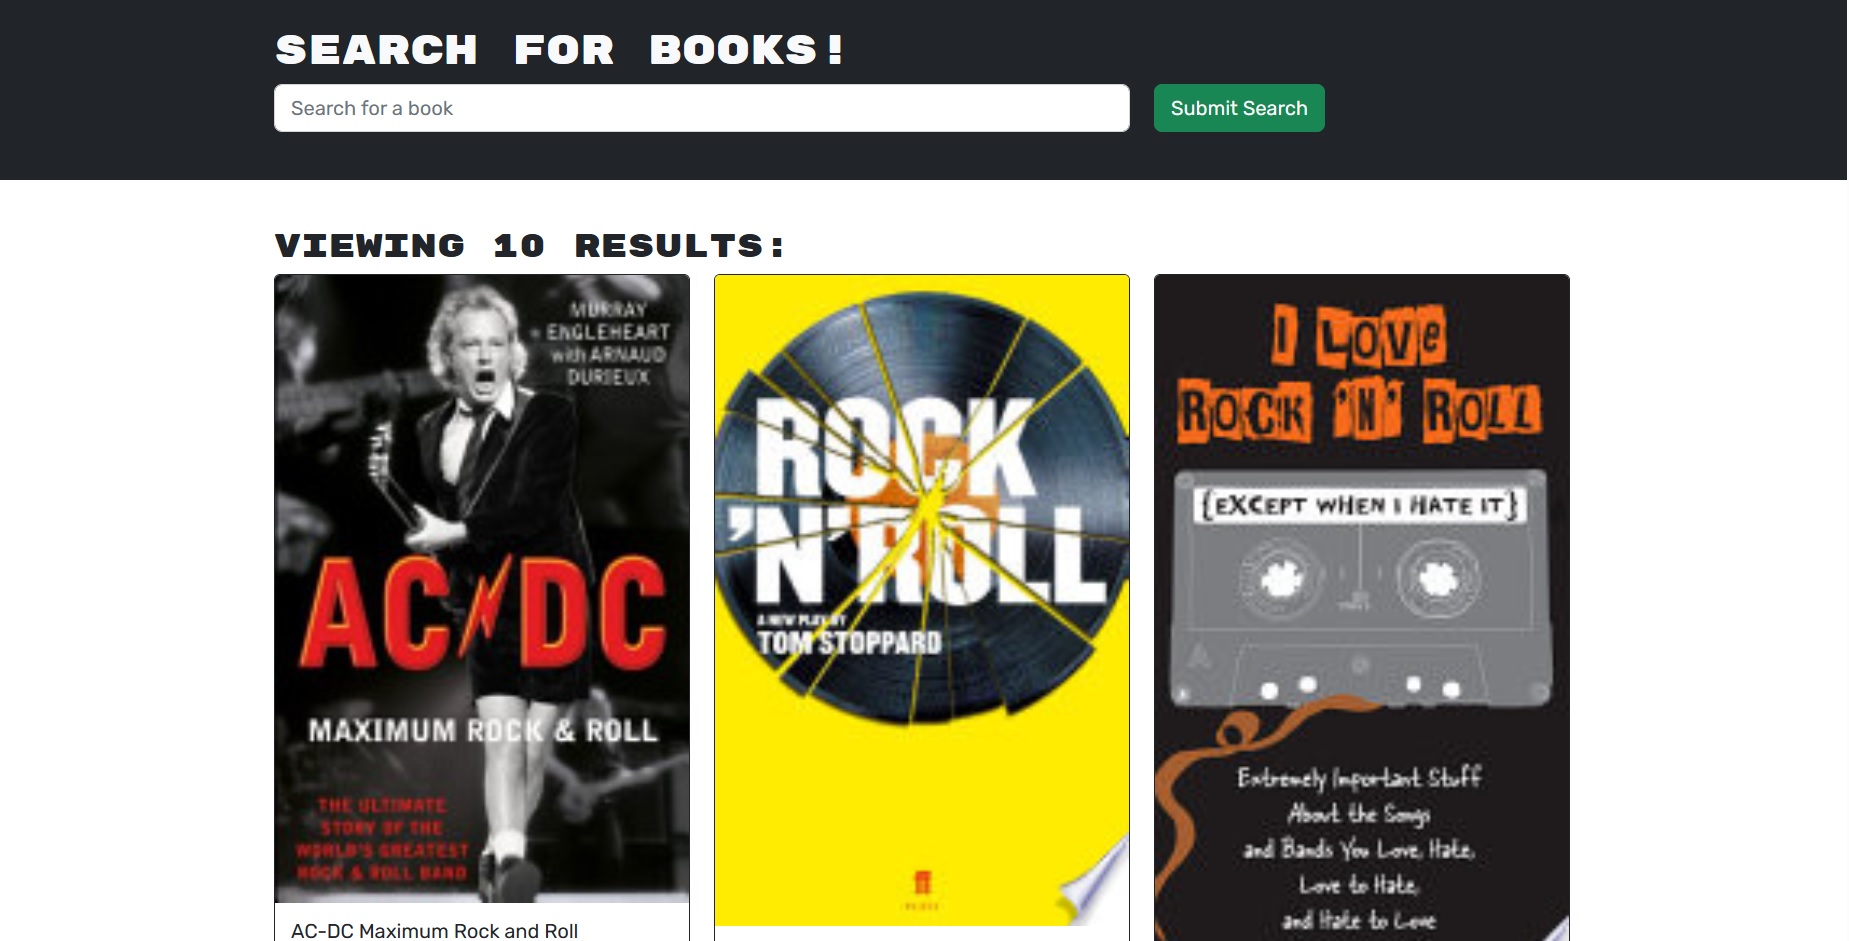 SEARCH FOR BOOKS!
Search for a book
Submit Search
VIEWING 10 RESULTS:
MURRAY
ENGLEHEART
with ARNAUD
DURIEUX
AC DC
MAXIMUM ROCK & ROLL
THE ULTIMATE
STORY OF THE
WORLD'S GREATEST
ROCK & ROLL BAND
AC-DC Maximum Rock and Roll
ROCK
'N' ROLL
A NEW PLAY BY
TOM STOPPARD
ff
I LOVe
ROCK 'N' ROLL
{EXCEPT WHEN I HATE IT}
A
Extremely Important Stuff
About the Songs
and Bands You Love, Hate,
Love to Hate,
and Hate to Love